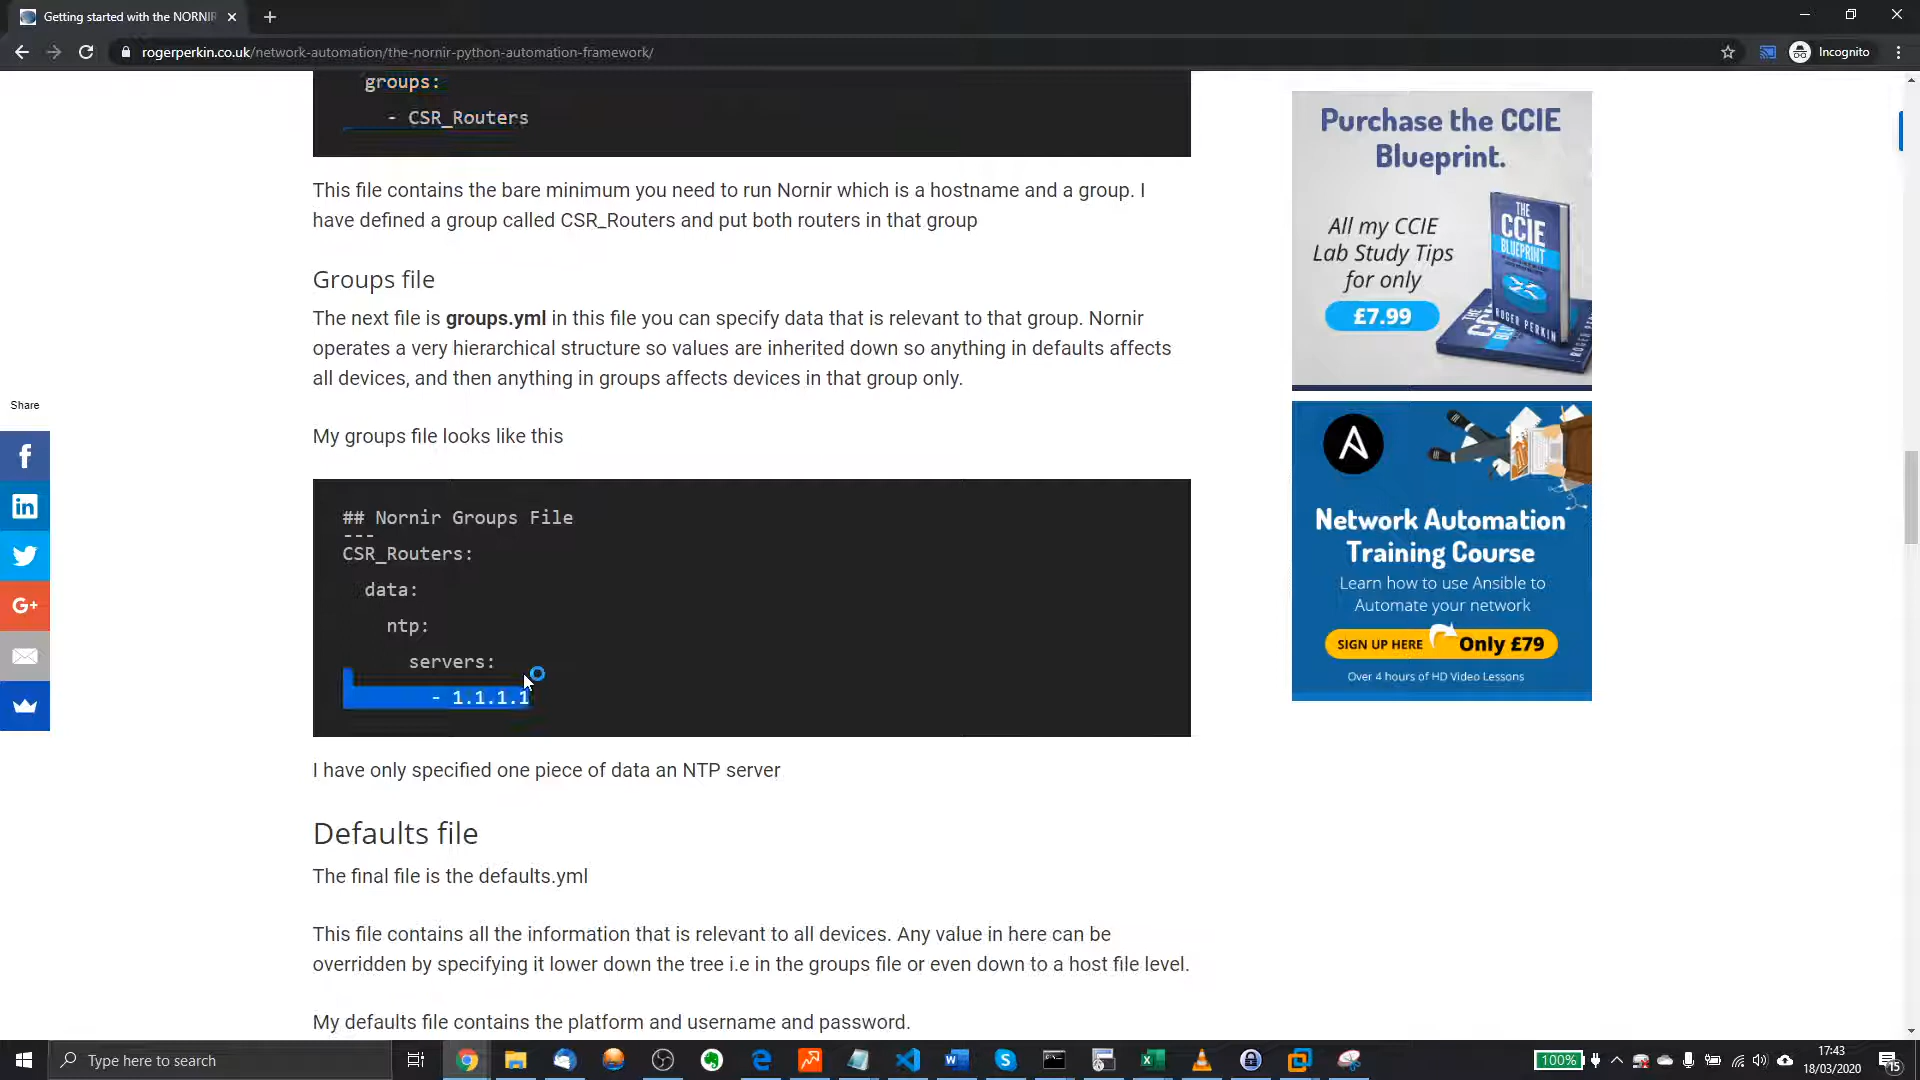 Getting started with the NORNIR
rogerperkin.co.uk/network-automation/the-nornir-python-automation-framework/
Incognito
groups:
- CSR_Routers
This file contains the bare minimum you need to run Nornir which is a hostname and a group. I
have defined a group called CSR_Routers and put both routers in that group
Groups file
The next file is groups.yml in this file you can specify data that is relevant to that group. Nornir
operates a very hierarchical structure so values are inherited down so anything in defaults affects
all devices, and then anything in groups affects devices in that group only.
Share
My groups file looks like this
## Nornir Groups File
---
CSR_Routers:
data:
ntp:
servers:
- 1.1.1.1
I have only specified one piece of data an NTP server
Defaults file
The final file is the defaults.yml
This file contains all the information that is relevant to all devices. Any value in here can be
overridden by specifying it lower down the tree i.e in the groups file or even down to a host file level.
My defaults file contains the platform and username and password.
Purchase the CCIE
Blueprint.
All my CCIE
Lab Study Tips
for only
£7.99
THE
CCIE
BLUEPRINT
ROGER PERKIN
Network Automation
Training Course
Learn how to use Ansible to
Automate your network
SIGN UP HERE
Only £79
Over 4 hours of HD Video Lessons
Type here to search
100%
17:43
18/03/2020
15